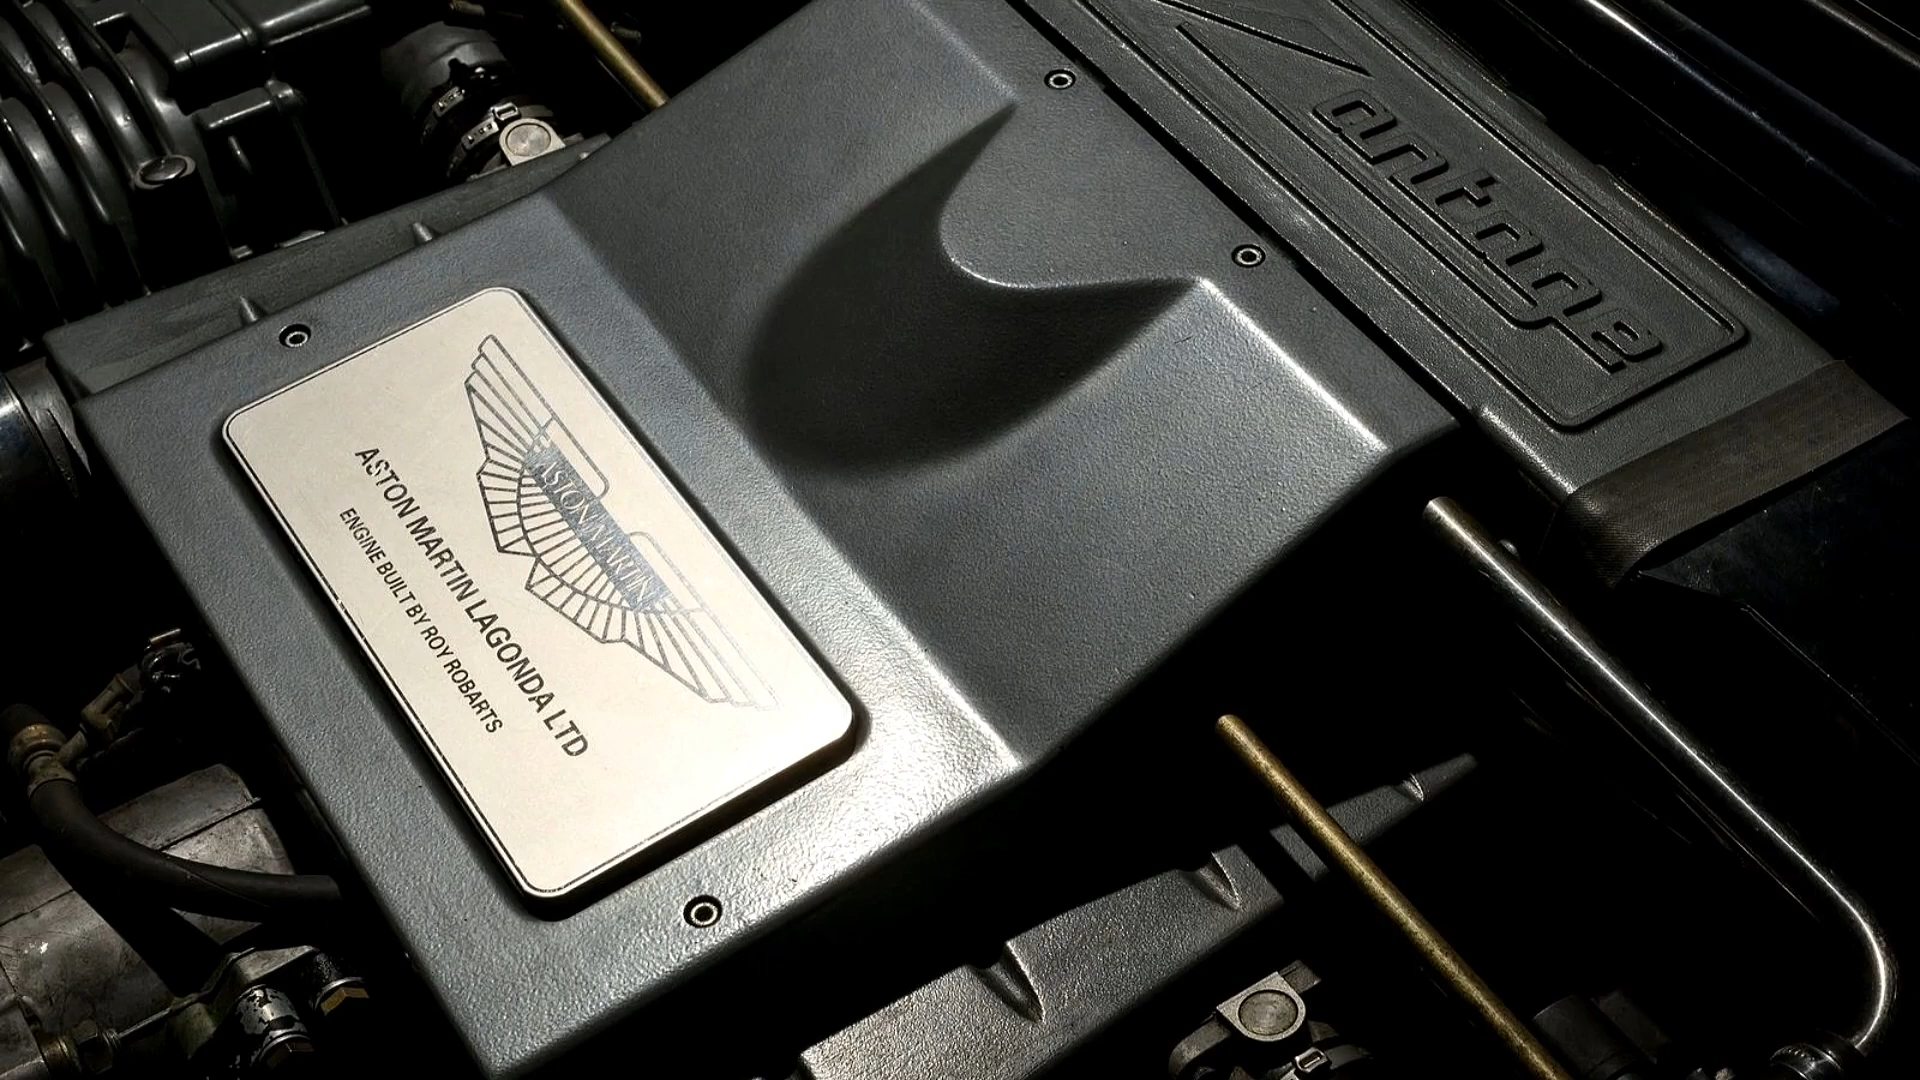 Vantage
ASTON MARTIN
ASTON MARTIN LAGONDA LTD
ENGINE BUILT BY ROY ROBARTS